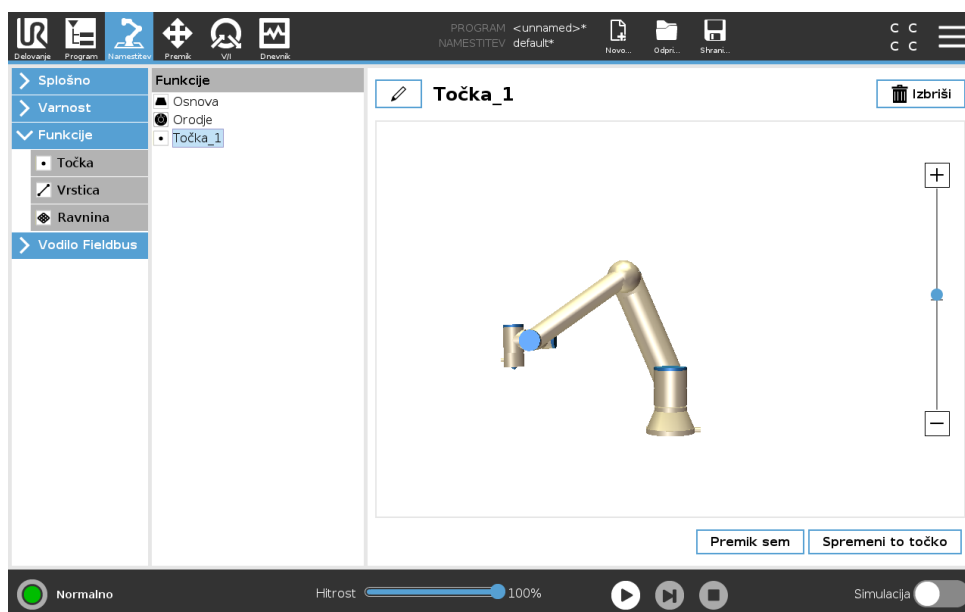 UR
Delovanje
Program
Namestitev
Premik
V/I
Dnevnik
PROGRAM <unnamed>*
NAMESTITEV default*
Novo...
Odpri...
Shrani...
C C
C C
Splošno
Varnost
Funkcije
Točka
Vrstica
Ravnina
Vodilo Fieldbus
Funkcije
Osnova
Orodje
Točka_1
Točka_1
Izbriši
Premik sem
Spremeni to točko
Normalno
Hitrost
100%
Simulacija